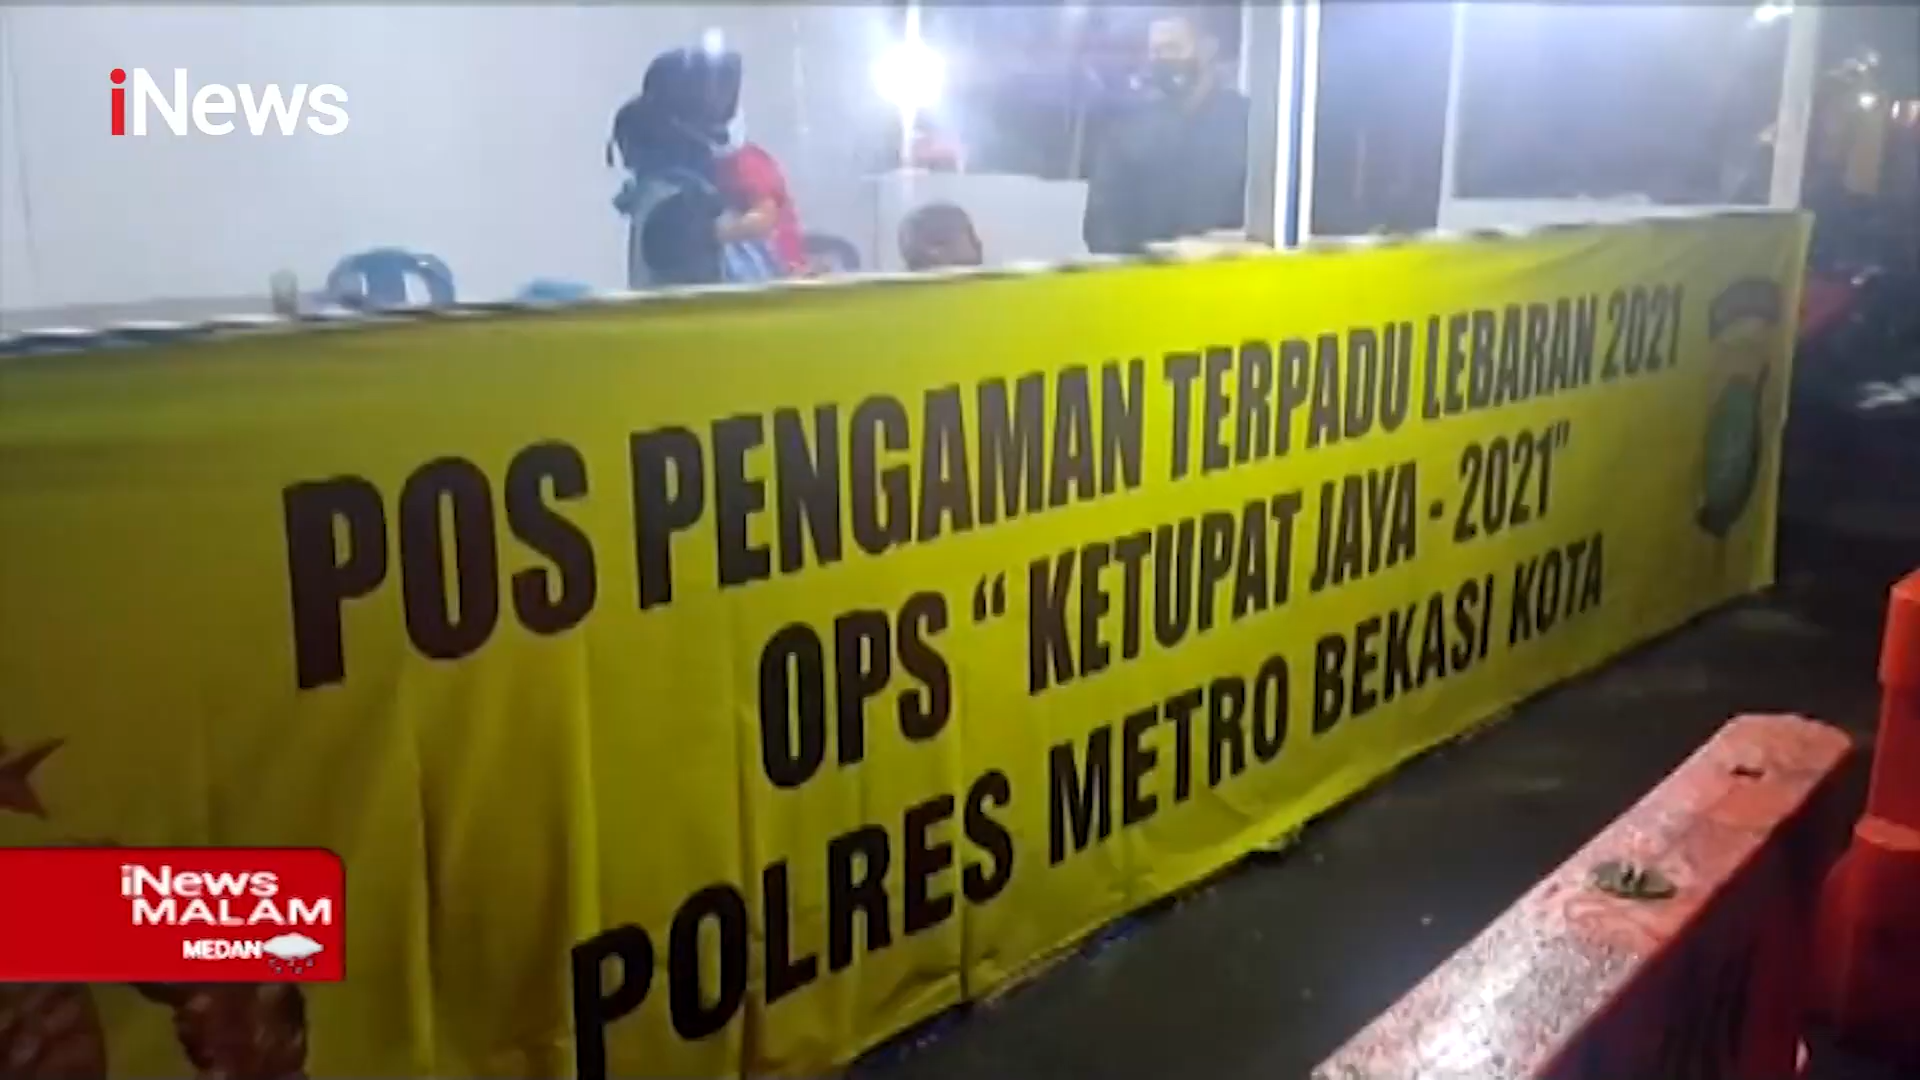 iNews
POS PENGAMAN TERPADU LEBARAN 2021
OPS “ KETUPAT JAYA - 2021”
POLRES METRO BEKASI KOTA
iNews
MALAM
MEDAN